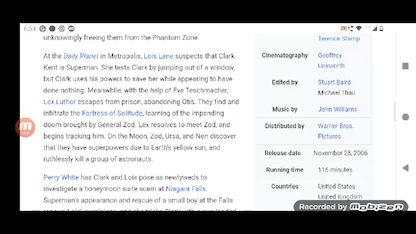 5:53
unknowingly freeing them from the Phantom Zone.
At the Daily Planet in Metropolis, Lois Lane suspects that Clark
Kent is Superman. She tests Clark by jumping out of a window,
but Clark uses his powers to save her while appearing to have
done nothing. Meanwhile, with the help of Eve Teschmacher,
Lex Luthor escapes from prison, abandoning Otis. They find and
infiltrate the Fortress of Solitude, learning of the impending
doom brought by General Zod. Lex resolves to meet Zod, and
begins tracking him. On the Moon, Zod, Ursa, and Non discover
that they have superpowers due to Earth's yellow sun, and
ruthlessly kill a group of astronauts.
Perry White has Clark and Lois pose as newlyweds to
investigate a honeymoon suite scam at Niagara Falls.
Superman's appearance and rescue of a small boy at the Falls
Terence Stamp
Cinematography Geoffrey
Unsworth
Edited by Stuart Baird
Michael Thau
Music by John Williams
Distributed by Warner Bros.
Pictures
Release date November 28, 2006
Running time 116 minutes
Countries United States
United Kingdom
Recorded by Mobizen